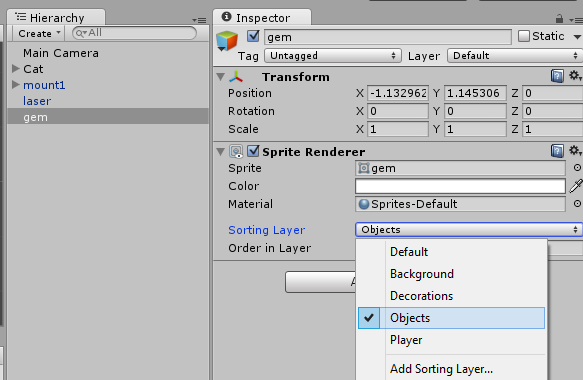 Hierarchy
Create
All
Main Camera
Cat
mount1
laser
gem
Inspector
gem
Static
Tag Untagged Layer Default
Transform
Position X -1.132962 Y 1.145306 Z 0
Rotation X 0 Y 0 Z 0
Scale X 1 Y 1 Z 1
Sprite Renderer
Sprite gem
Color
Material Sprites-Default
Sorting Layer Objects
Order in Layer
Default
Background
Decorations
Objects
Player
Add Sorting Layer...